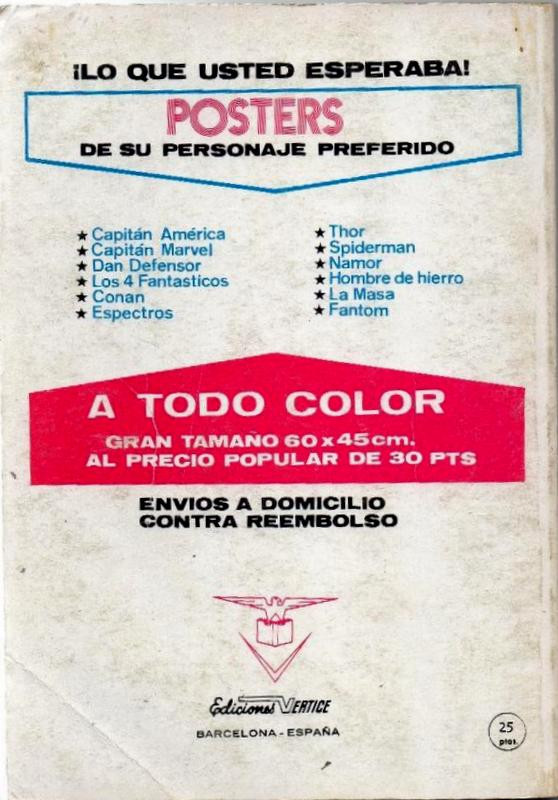 ¡LO QUE USTED ESPERABA!
POSTERS
DE SU PERSONAJE PREFERIDO
★ Capitán América
★ Capitán Marvel
★ Dan Defensor
★ Los 4 Fantasticos
★ Conan
★ Espectros
★ Thor
★ Spiderman
★ Namor
★ Hombre de hierro
★ La Masa
★ Fantom
A TODO COLOR
GRAN TAMAÑO 60 x 45 cm.
AL PRECIO POPULAR DE 30 PTS
ENVIOS A DOMICILIO
CONTRA REEMBOLSO
Ediciones VERTICE
BARCELONA - ESPAÑA
25
ptas.